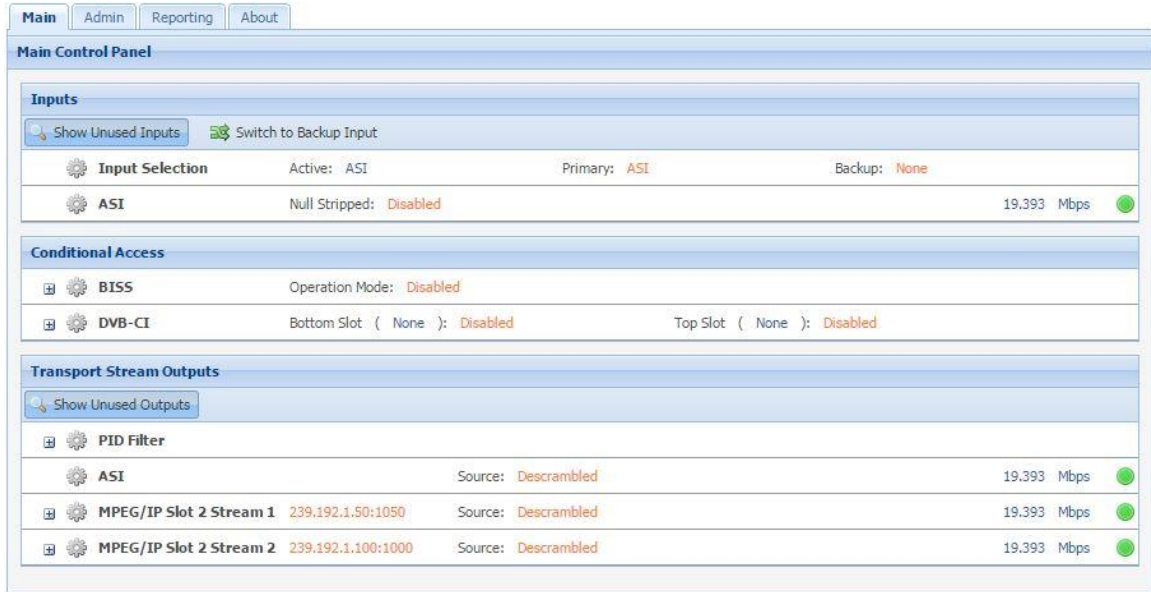 Main Admin Reporting About
Main Control Panel
Inputs
Show Unused Inputs Switch to Backup Input
Input Selection Active: ASI Primary: ASI Backup: None
ASI Null Stripped: Disabled 19.393 Mbps
Conditional Access
BISS Operation Mode: Disabled
DVB-CI Bottom Slot ( None ): Disabled Top Slot ( None ): Disabled
Transport Stream Outputs
Show Unused Outputs
PID Filter
ASI Source: Descrambled 19.393 Mbps
MPEG/IP Slot 2 Stream 1 239.192.1.50:1050 Source: Descrambled 19.393 Mbps
MPEG/IP Slot 2 Stream 2 239.192.1.100:1000 Source: Descrambled 19.393 Mbps